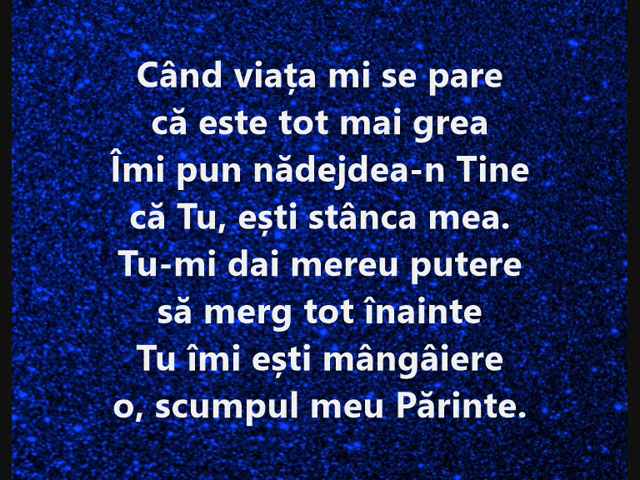 Când viața mi se pare
că este tot mai grea
Îmi pun nădejdea-n Tine
că Tu, ești stânca mea.
Tu-mi dai mereu putere
să merg tot înainte
Tu îmi ești mângâiere
o, scumpul meu Părinte.